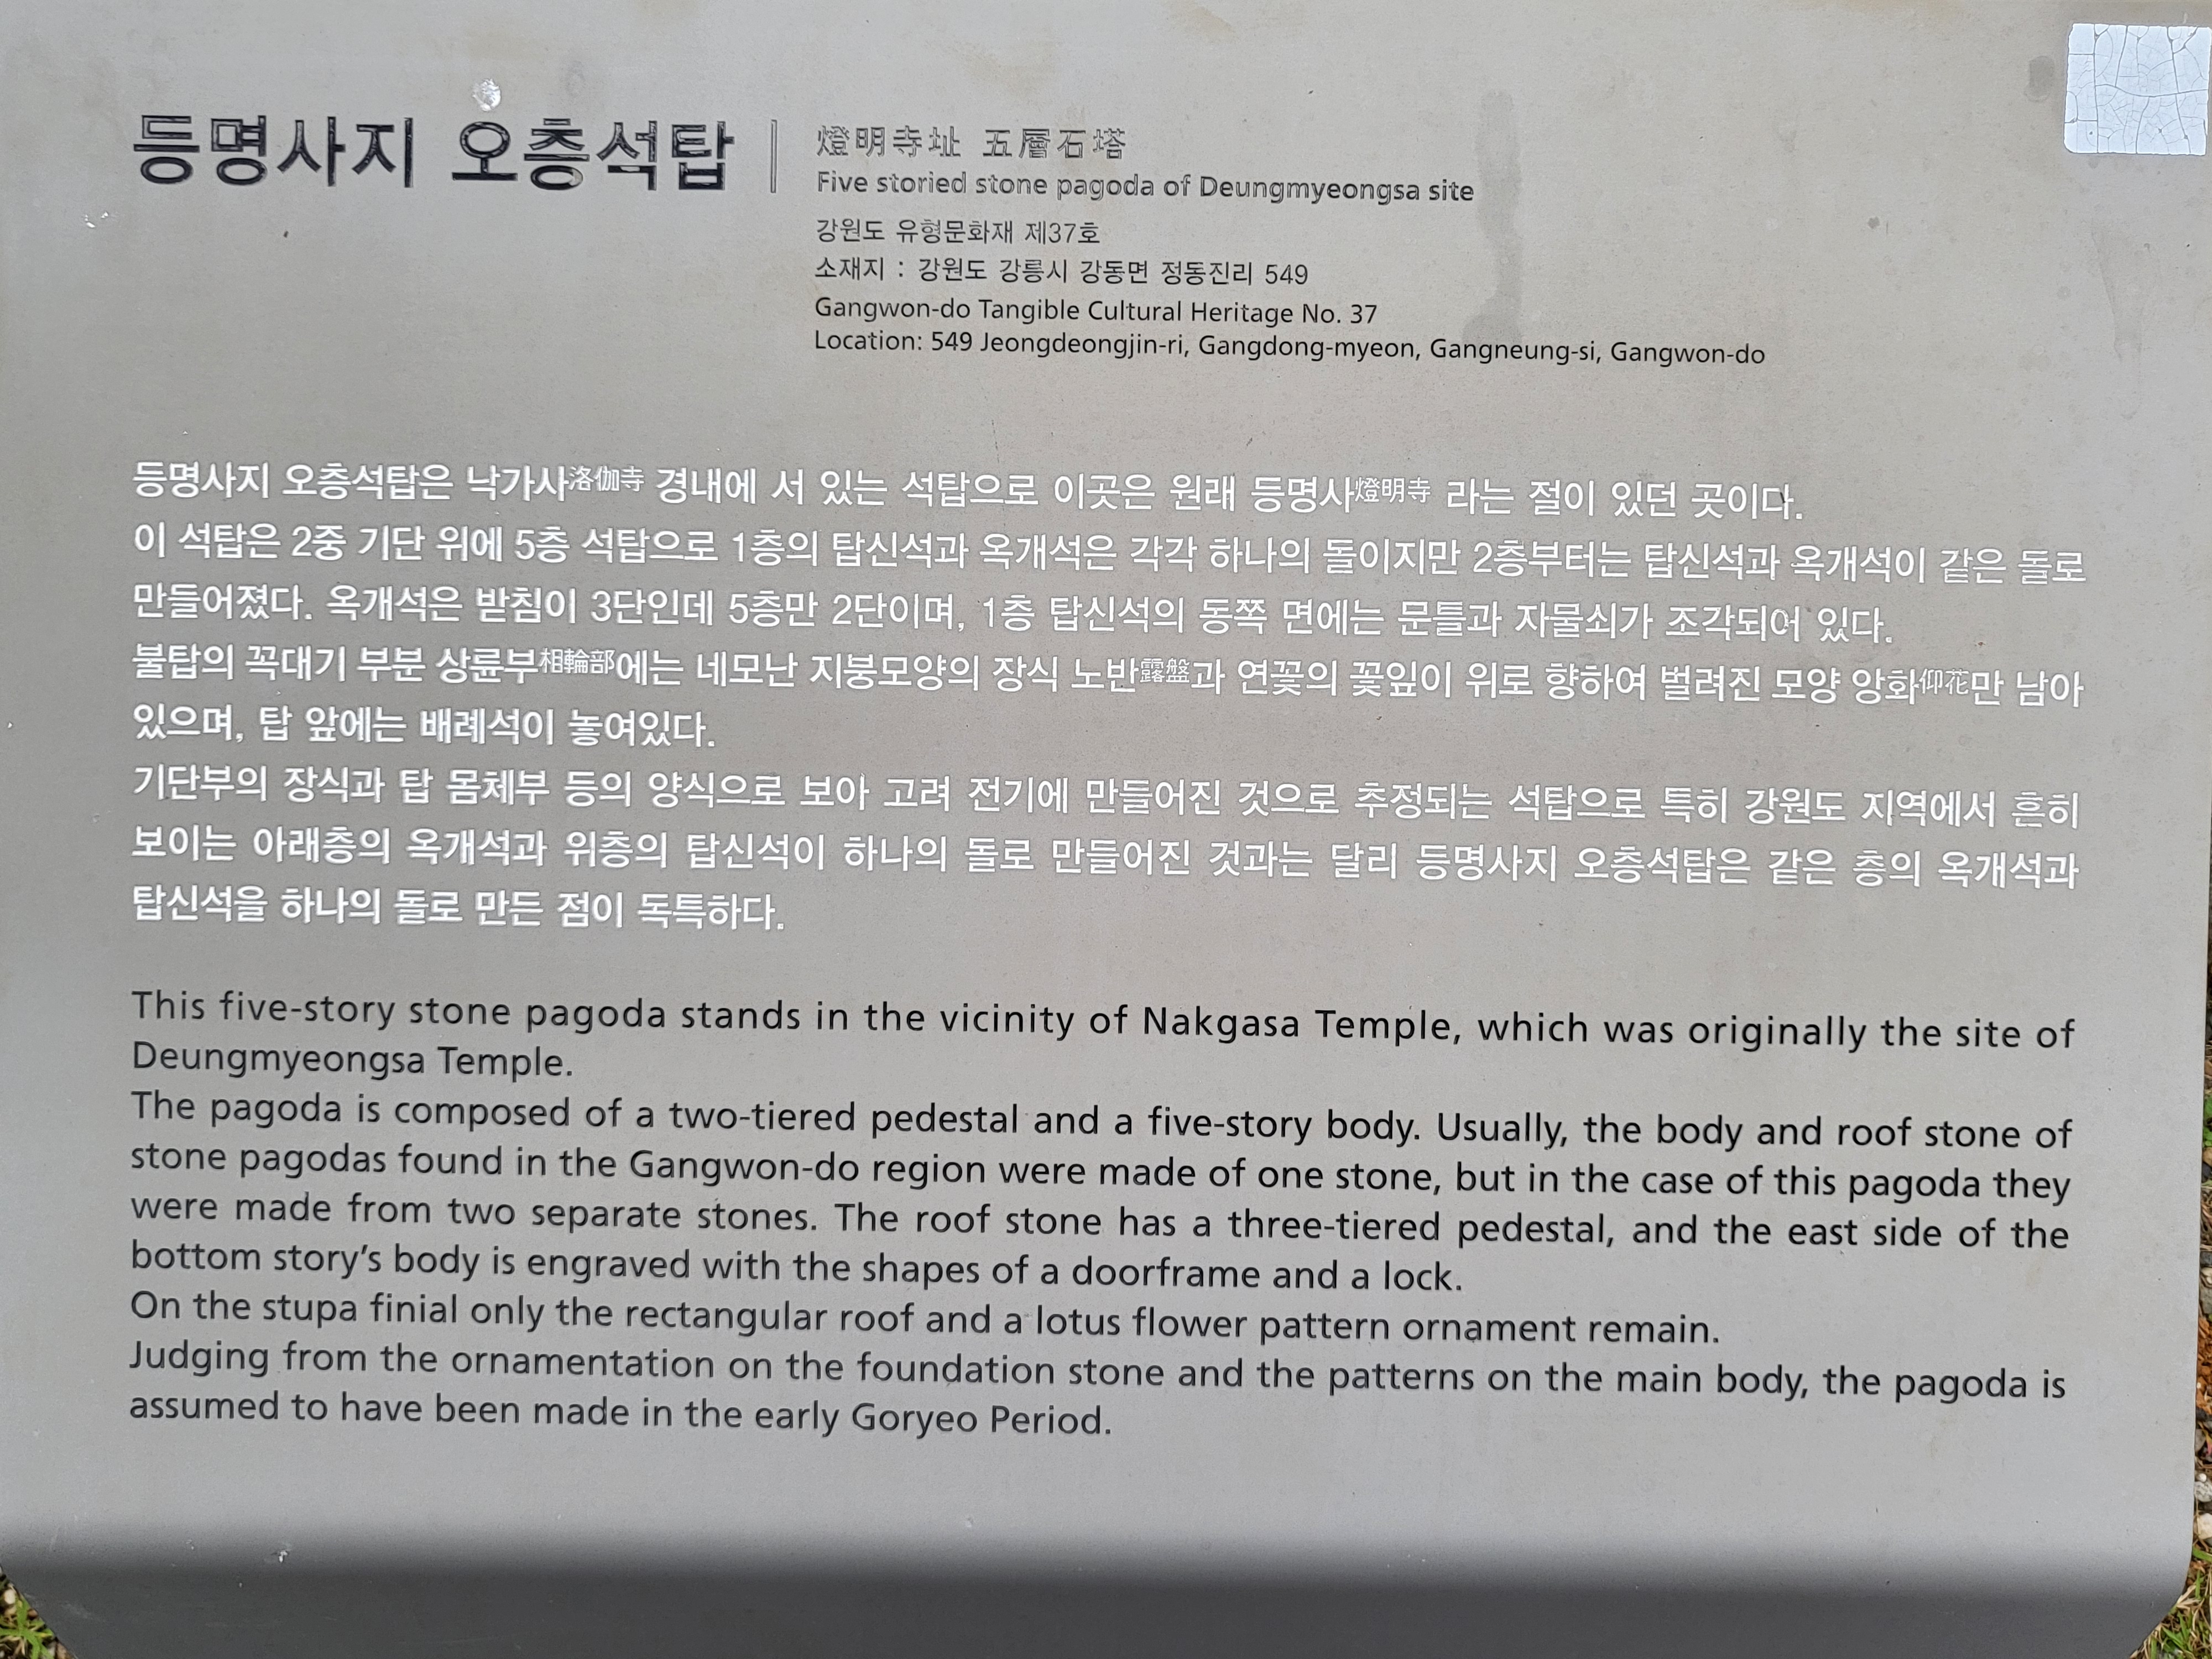 등명사지 오층석탑
燈明寺址 五層石塔
Five storied stone pagoda of Deungmyeongsa site
강원도 유형문화재 제37호
소재지 : 강원도 강릉시 강동면 정동진리 549
Gangwon-do Tangible Cultural Heritage No. 37
Location: 549 Jeongdeongjin-ri, Gangdong-myeon, Gangneung-si, Gangwon-do
등명사지 오층석탑은 낙가사洛伽寺 경내에 서 있는 석탑으로 이곳은 원래 등명사燈明寺 라는 절이 있던 곳이다.
이 석탑은 2중 기단 위에 5층 석탑으로 1층의 탑신석과 옥개석은 각각 하나의 돌이지만 2층부터는 탑신석과 옥개석이 같은 돌로
만들어졌다. 옥개석은 받침이 3단인데 5층만 2단이며, 1층 탑신석의 동쪽 면에는 문틀과 자물쇠가 조각되어 있다.
불탑의 꼭대기 부분 상륜부相輪部에는 네모난 지붕모양의 장식 노반露盤과 연꽃의 꽃잎이 위로 향하여 벌려진 모양 앙화仰花만 남아
있으며, 탑 앞에는 배례석이 놓여있다.
기단부의 장식과 탑 몸체부 등의 양식으로 보아 고려 전기에 만들어진 것으로 추정되는 석탑으로 특히 강원도 지역에서 흔히
보이는 아래층의 옥개석과 위층의 탑신석이 하나의 돌로 만들어진 것과는 달리 등명사지 오층석탑은 같은 층의 옥개석과
탑신석을 하나의 돌로 만든 점이 독특하다.
This five-story stone pagoda stands in the vicinity of Nakgasa Temple, which was originally the site of
Deungmyeongsa Temple.
The pagoda is composed of a two-tiered pedestal and a five-story body. Usually, the body and roof stone of
stone pagodas found in the Gangwon-do region were made of one stone, but in the case of this pagoda they
were made from two separate stones. The roof stone has a three-tiered pedestal, and the east side of the
bottom story's body is engraved with the shapes of a doorframe and a lock.
On the stupa finial only the rectangular roof and a lotus flower pattern ornament remain.
Judging from the ornamentation on the foundation stone and the patterns on the main body, the pagoda is
assumed to have been made in the early Goryeo Period.